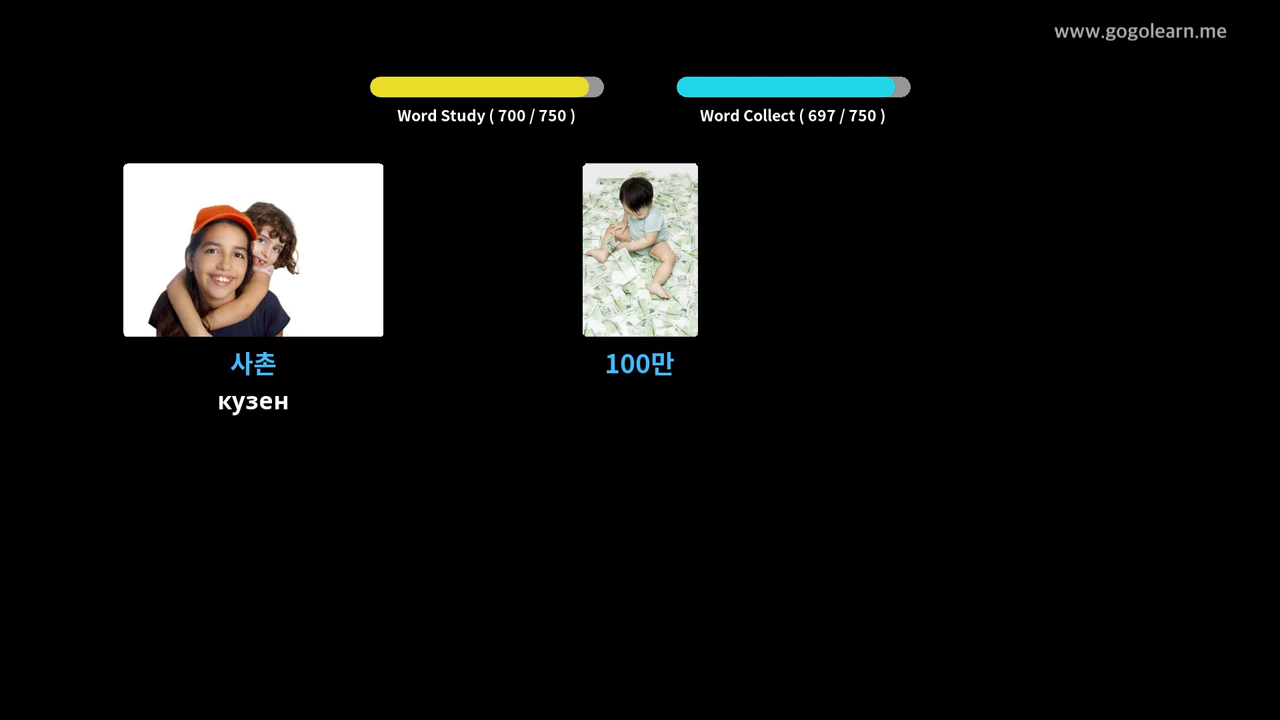 www.gogolearn.me
Word Study ( 700 / 750 )
Word Collect ( 697 / 750 )
사촌
кузен
100만